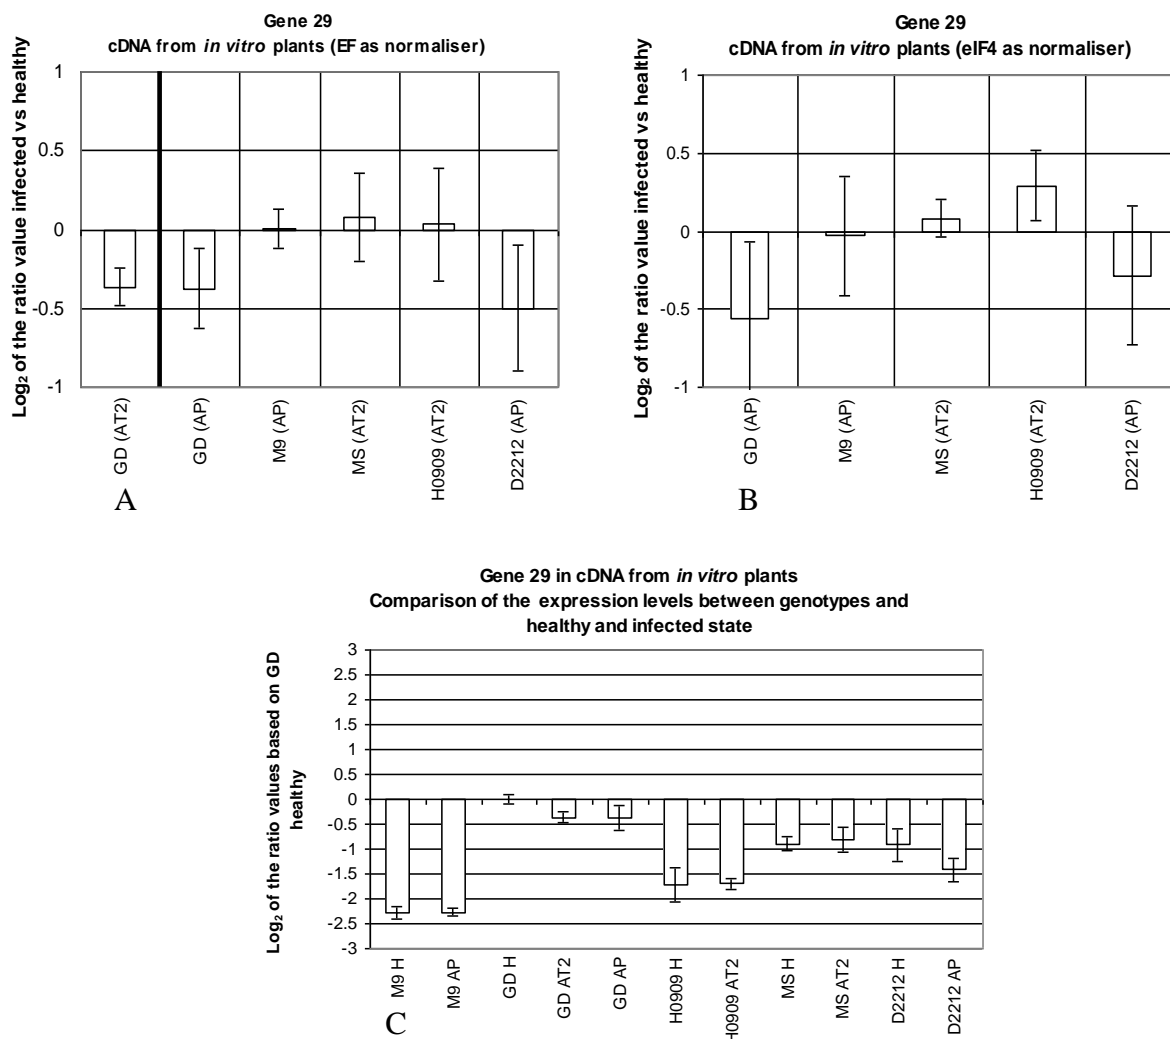 Gene 29
cDNA from in vitro plants (EF as normaliser)
Log₂ of the ratio value infected vs healthy
1
0.5
0
-0.5
-1
GD (AT2)
GD (AP)
M9 (AP)
MS (AT2)
H0909 (AT2)
D2212 (AP)
A
Gene 29
cDNA from in vitro plants (eIF4 as normaliser)
Log₂ of the ratio value infected vs healthy
1
0.5
0
-0.5
-1
GD (AP)
M9 (AP)
MS (AT2)
H0909 (AT2)
D2212 (AP)
B
Gene 29 in cDNA from in vitro plants
Comparison of the expression levels between genotypes and
healthy and infected state
Log₂ of the ratio values based on GD
healthy
3
2.5
2
1.5
1
0.5
0
-0.5
-1
-1.5
-2
-2.5
-3
M9 H
M9 AP
GD H
GD AT2
GD AP
H0909 H
H0909 AT2
MS H
MS AT2
D2212 H
D2212 AP
C